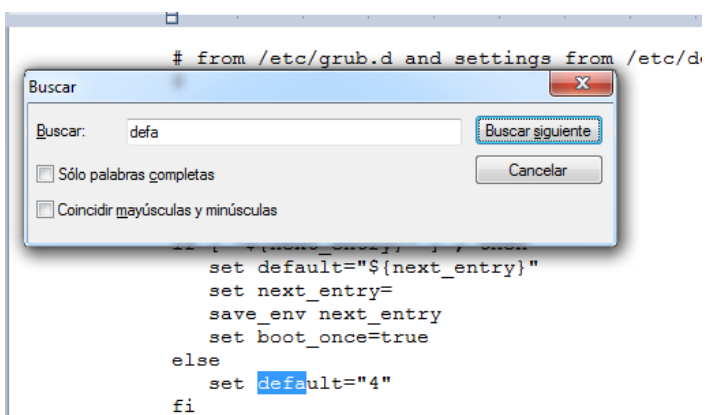 # from /etc/grub.d and settings from /etc/de
Buscar
Buscar: defa Buscar siguiente
Sólo palabras completas Cancelar
Coincidir mayúsculas y minúsculas
set default="${next_entry}"
set next_entry=
save_env next_entry
set boot_once=true
else
set default="4"
fi